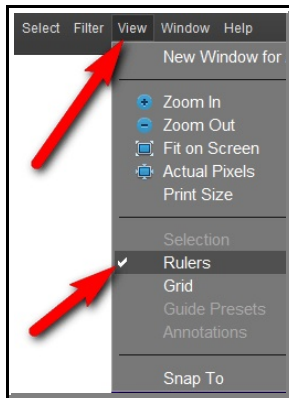 Select Filter View Window Help
New Window for
Zoom In
Zoom Out
Fit on Screen
Actual Pixels
Print Size
Selection
Rulers
Grid
Guide Presets
Annotations
Snap To